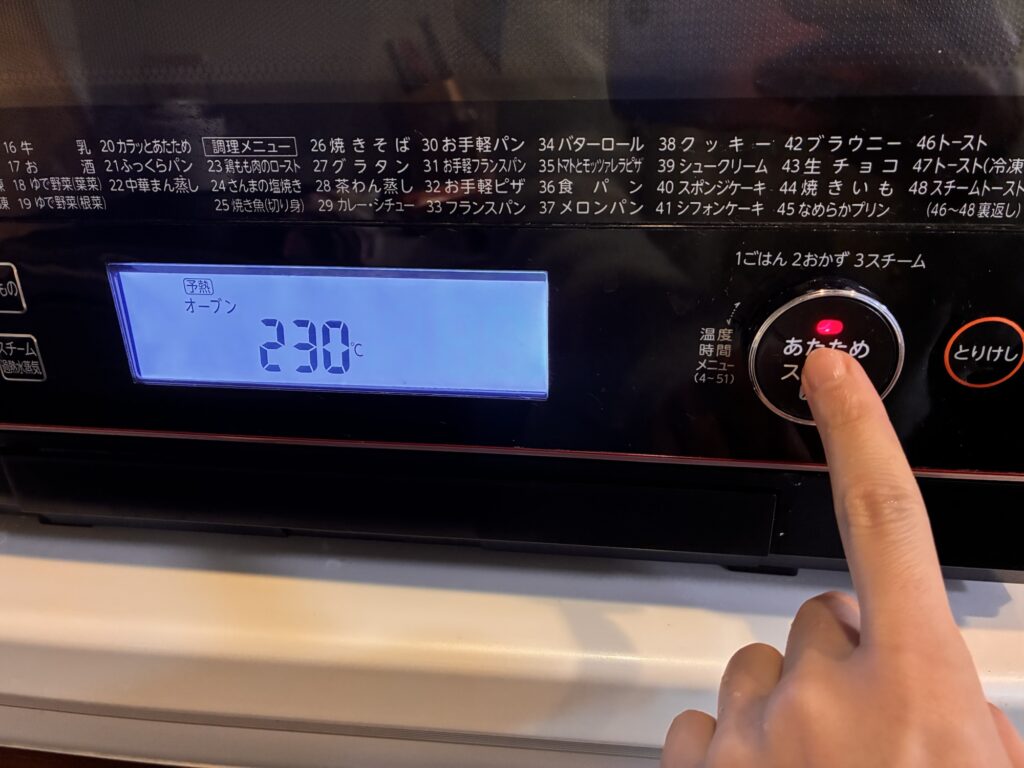 16 牛 乳 20 カラッとあたため 調理メニュー 26 焼きそば 30 お手軽パン 34 バターロール 38 クッキー 42 ブラウニー 46 トースト
17 お 酒 21 ふっくらパン 23 鶏もも肉のロースト 27 グラタン 31 お手軽フランスパン 35 トマトとモッツァレラピザ 39 シュークリーム 43 生チョコ 47 トースト(冷凍
18 ゆで野菜(葉菜) 22 中華まん蒸し 24 さんまの塩焼き 28 茶わん蒸し 32 お手軽ピザ 36 食パン 40 スポンジケーキ 44 焼きいも 48 スチームトースト
凍 19 ゆで野菜(根菜) 25 焼き魚(切り身) 29 カレー・シチュー 33 フランスパン 37 メロンパン 41 シフォンケーキ 45 なめらかプリン (46〜48 裏返し)
1ごはん 2おかず 3スチーム
もの
予熱
オーブン
230℃
温度
時間
メニュー
(4〜51)
あたため
ス
とりけし
スチーム
過熱水蒸気